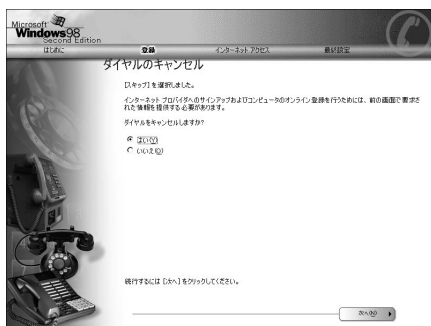 Microsoft
Windows98
Second Edition
はじめに 登録 インターネット アクセス 最終設定
ダイヤルのキャンセル
[スキップ] を選択しました。
インターネット プロバイダへのサインアップおよびコンピュータのオンライン登録を行うためには、前の画面で要求さ
れた情報を提供する必要があります。
ダイヤルをキャンセルしますか?
はい(Y)
いいえ(O)
続行するには [次へ] をクリックしてください。
次へ(N)